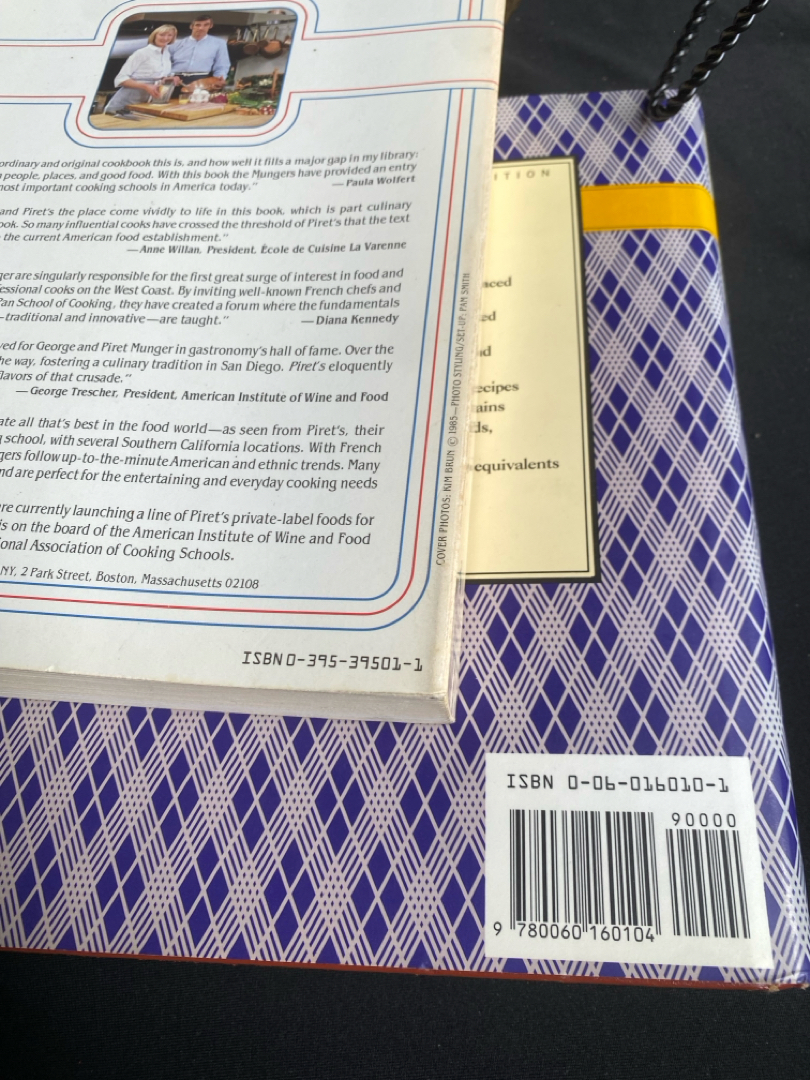 ordinary and original cookbook this is, and how well it fills a major gap in my library:
people, places, and good food. With this book the Mungers have provided an entry
most important cooking schools in America today."
— Paula Wolfert
and Piret's the place come vividly to life in this book, which is part culinary
ook. So many influential cooks have crossed the threshold of Piret's that the text
the current American food establishment."
— Anne Willan, President, École de Cuisine La Varenne
ger are singularly responsible for the first great surge of interest in food and
essional cooks on the West Coast. By inviting well-known French chefs and
Pan School of Cooking, they have created a forum where the fundamentals
—traditional and innovative—are taught."
— Diana Kennedy
ved for George and Piret Munger in gastronomy's hall of fame. Over the
he way, fostering a culinary tradition in San Diego. Piret's eloquently
flavors of that crusade."
— George Trescher, President, American Institute of Wine and Food
ate all that's best in the food world—as seen from Piret's, their
school, with several Southern California locations. With French
gers follow up-to-the-minute American and ethnic trends. Many
nd are perfect for the entertaining and everyday cooking needs
re currently launching a line of Piret's private-label foods for
is on the board of the American Institute of Wine and Food
ional Association of Cooking Schools.
NY, 2 Park Street, Boston, Massachusetts 02108
COVER PHOTOS: KIM BRUN © 1985—PHOTO STYLING/SET-UP: PAM SMITH
ISBN 0-395-39501-1
ITION
aced
ed
id
ecipes
ains
ds,
equivalents
ISBN 0-06-016010-1
90000
9 780060 160104